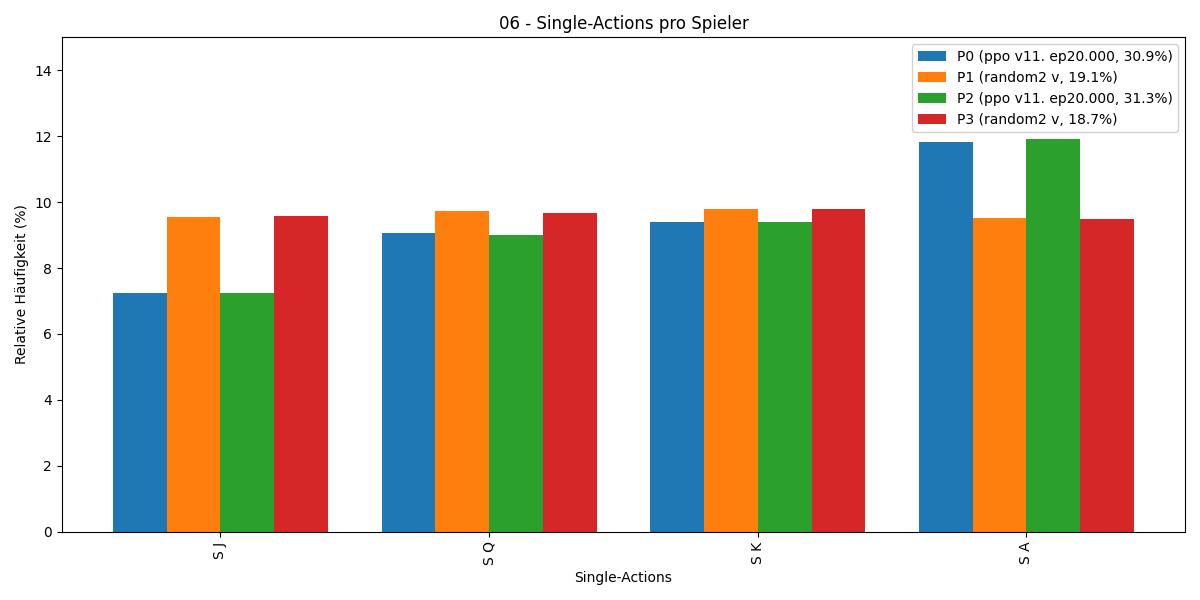 06 - Single-Actions pro Spieler
P0 (ppo v11. ep20.000, 30.9%)
P1 (random2 v, 19.1%)
P2 (ppo v11. ep20.000, 31.3%)
P3 (random2 v, 18.7%)
Relative Häufigkeit (%)
14
12
10
8
6
4
2
0
S J
S Q
S K
S A
Single-Actions